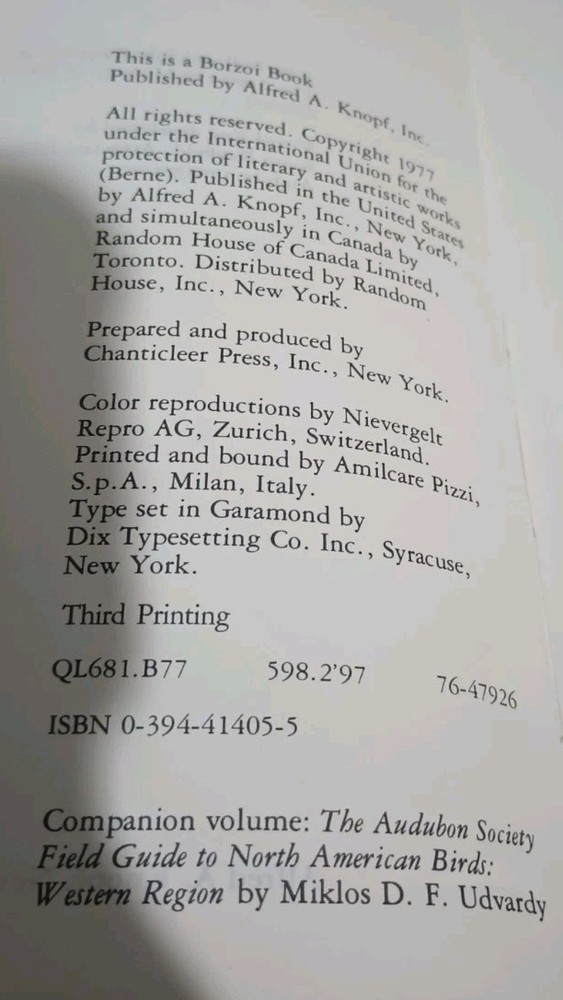 This is a Borzoi Book
Published by Alfred A. Knopf, Inc.
All rights reserved. Copyright 1977
under the International Union for the
protection of literary and artistic works
(Berne). Published in the United States
by Alfred A. Knopf, Inc., New York,
and simultaneously in Canada by
Random House of Canada Limited,
Toronto. Distributed by Random
House, Inc., New York.
Prepared and produced by
Chanticleer Press, Inc., New York.
Color reproductions by Nievergelt
Repro AG, Zurich, Switzerland.
Printed and bound by Amilcare Pizzi,
S.p.A., Milan, Italy.
Type set in Garamond by
Dix Typesetting Co. Inc., Syracuse,
New York.
Third Printing
QL681.B77 598.2'97 76-47926
ISBN 0-394-41405-5
Companion volume: The Audubon Society
Field Guide to North American Birds:
Western Region by Miklos D. F. Udvardy